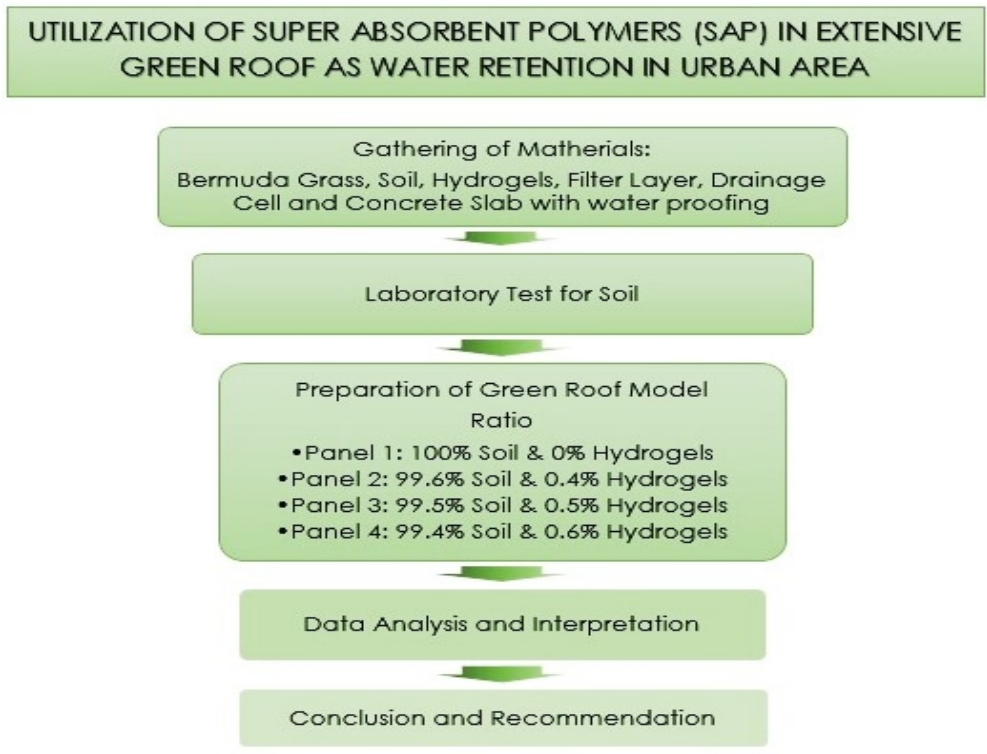 UTILIZATION OF SUPER ABSORBENT POLYMERS (SAP) IN EXTENSIVE
GREEN ROOF AS WATER RETENTION IN URBAN AREA
Gathering of Matherials:
Bermuda Grass, Soil, Hydrogels, Filter Layer, Drainage
Cell and Concrete Slab with water proofing
Laboratory Test for Soil
Preparation of Green Roof Model
Ratio
•Panel 1: 100% Soil & 0% Hydrogels
•Panel 2: 99.6% Soil & 0.4% Hydrogels
•Panel 3: 99.5% Soil & 0.5% Hydrogels
•Panel 4: 99.4% Soil & 0.6% Hydrogels
Data Analysis and Interpretation
Conclusion and Recommendation